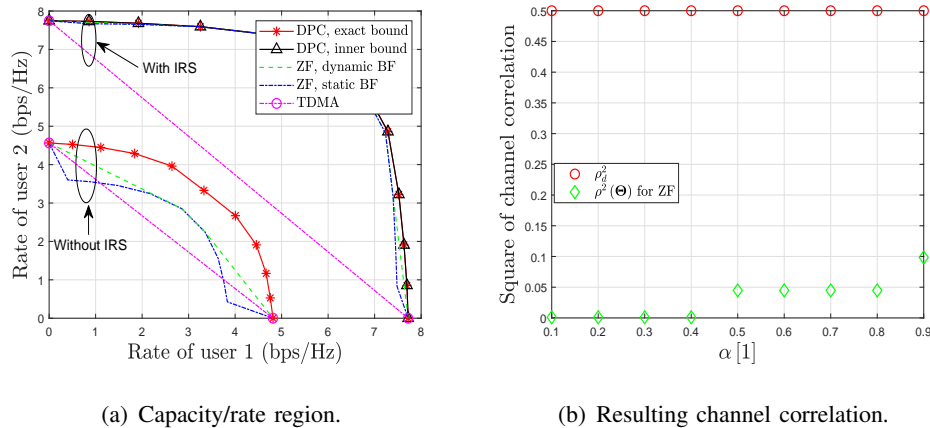 Rate of user 2 (bps/Hz)
8
7
6
5
4
3
2
1
0
0
1
2
3
4
5
6
7
8
Rate of user 1 (bps/Hz)
With IRS
Without IRS
DPC, exact bound
DPC, inner bound
ZF, dynamic BF
ZF, static BF
TDMA
(a) Capacity/rate region.
Square of channel correlation
0.5
0.45
0.4
0.35
0.3
0.25
0.2
0.15
0.1
0.05
0
0.1
0.2
0.3
0.4
0.5
0.6
0.7
0.8
0.9
α [1]
ρ²_d
ρ² (Θ) for ZF
(b) Resulting channel correlation.